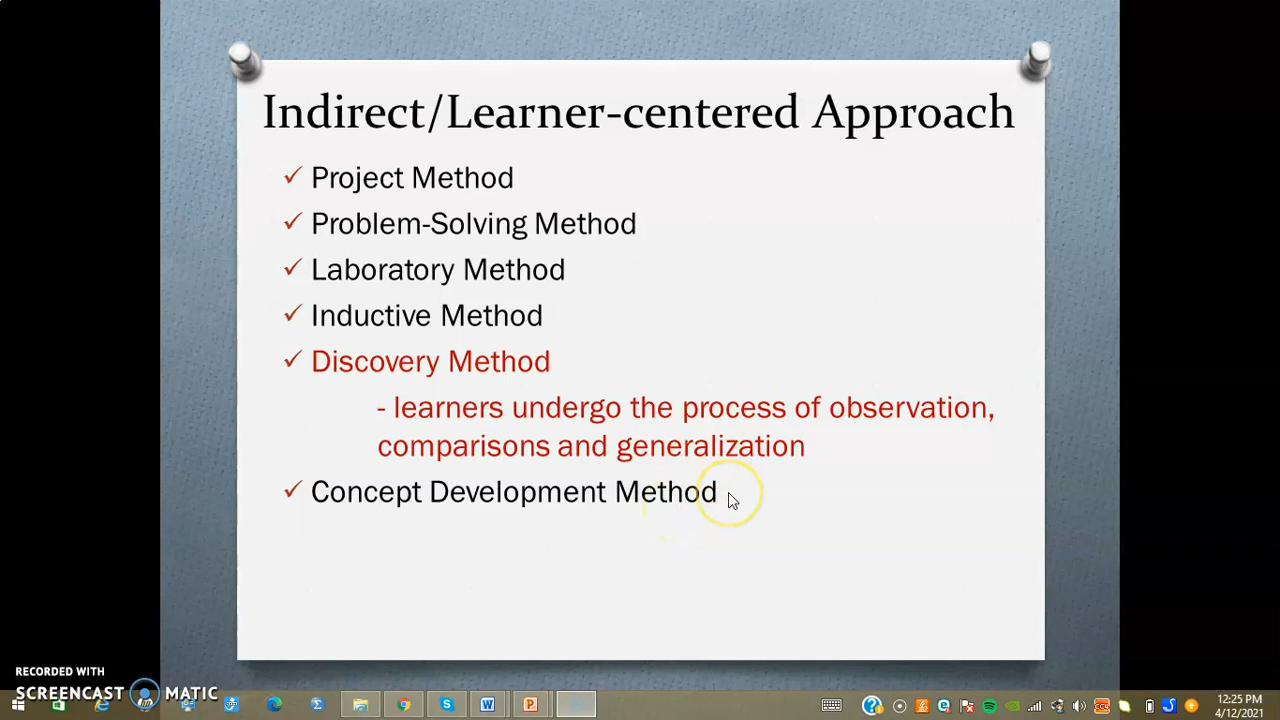 Indirect/Learner-centered Approach
✓ Project Method
✓ Problem-Solving Method
✓ Laboratory Method
✓ Inductive Method
✓ Discovery Method
- learners undergo the process of observation,
comparisons and generalization
✓ Concept Development Method
RECORDED WITH
SCREENCAST MATIC
12:25 PM
4/12/2021